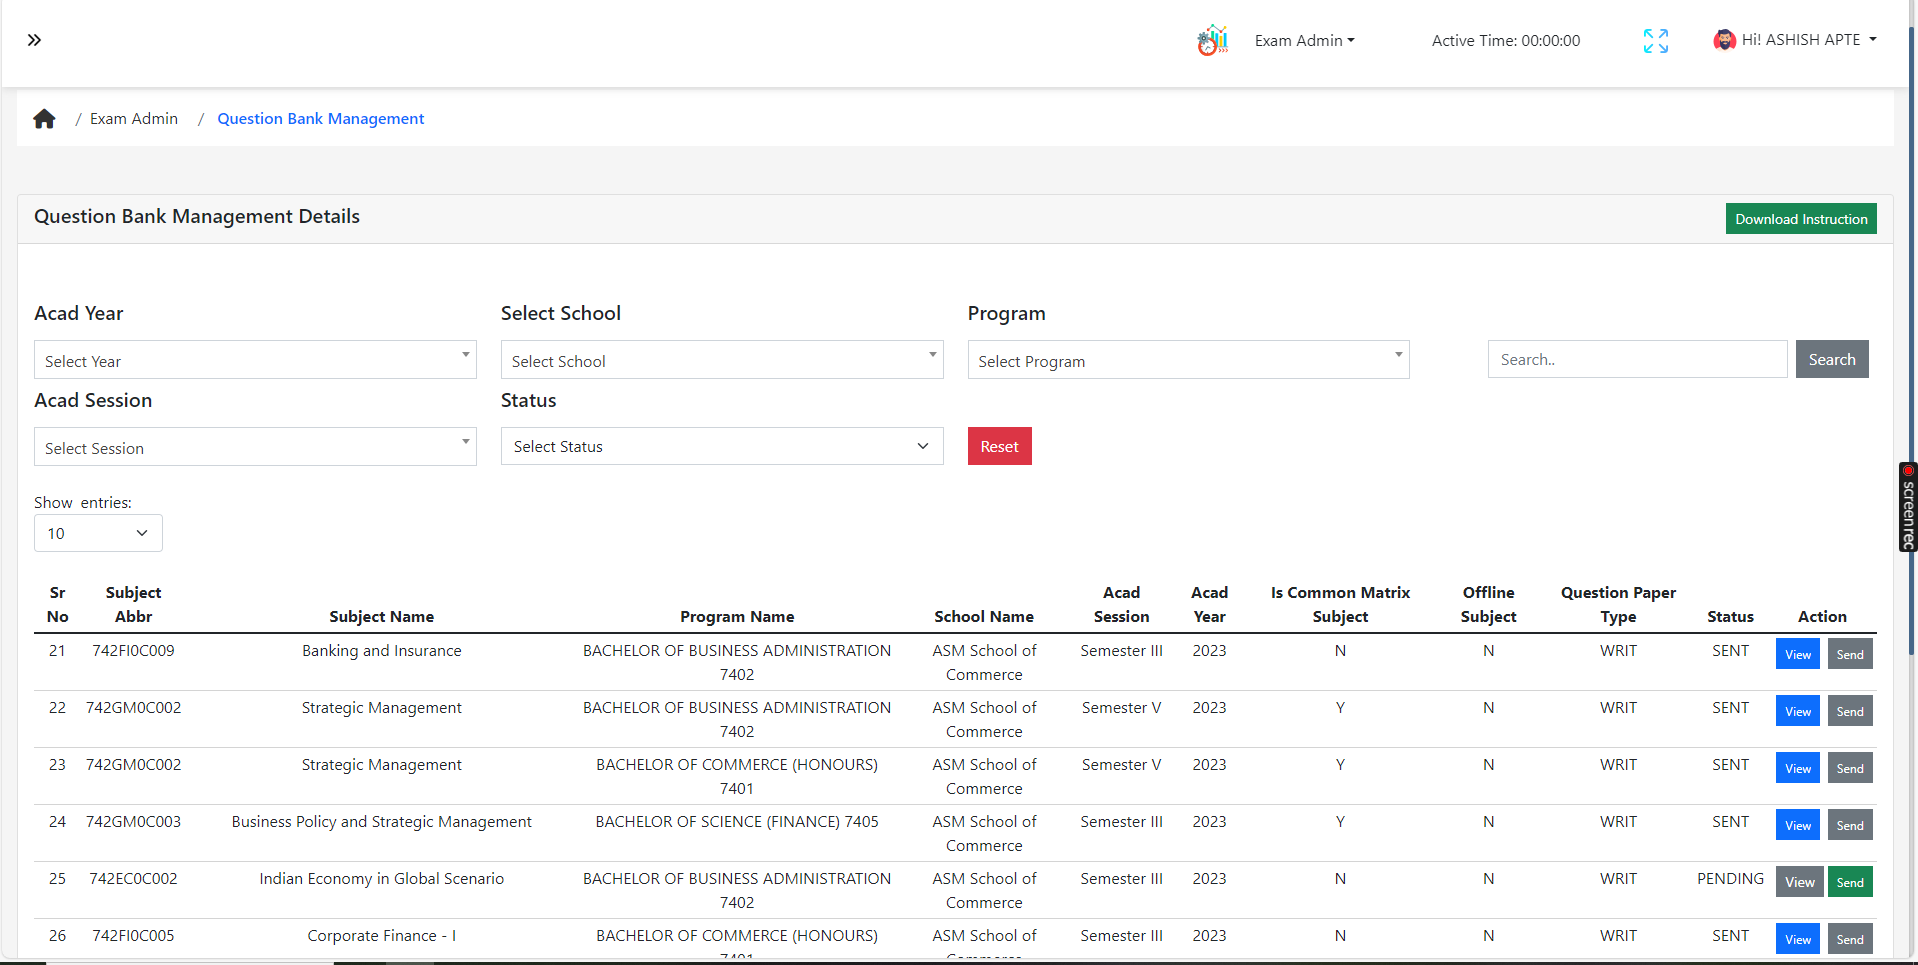 Exam Admin
Active Time: 00:00:00
Hi! ASHISH APTE
/ Exam Admin / Question Bank Management
Question Bank Management Details
Download Instruction
Acad Year Select School Program
Select Year Select School Select Program Search.. Search
Acad Session Status
Select Session Select Status Reset
Show entries:
10
Sr No Subject Abbr Subject Name Program Name School Name Acad Session Acad Year Is Common Matrix Subject Offline Subject Question Paper Type Status Action
21 742FI0C009 Banking and Insurance BACHELOR OF BUSINESS ADMINISTRATION 7402 ASM School of Commerce Semester III 2023 N N WRIT SENT View Send
22 742GM0C002 Strategic Management BACHELOR OF BUSINESS ADMINISTRATION 7402 ASM School of Commerce Semester V 2023 Y N WRIT SENT View Send
23 742GM0C002 Strategic Management BACHELOR OF COMMERCE (HONOURS) 7401 ASM School of Commerce Semester V 2023 Y N WRIT SENT View Send
24 742GM0C003 Business Policy and Strategic Management BACHELOR OF SCIENCE (FINANCE) 7405 ASM School of Commerce Semester III 2023 Y N WRIT SENT View Send
25 742EC0C002 Indian Economy in Global Scenario BACHELOR OF BUSINESS ADMINISTRATION 7402 ASM School of Commerce Semester III 2023 N N WRIT PENDING View Send
26 742FI0C005 Corporate Finance - I BACHELOR OF COMMERCE (HONOURS) ASM School of Semester III 2023 N N WRIT SENT View Send
screenrec